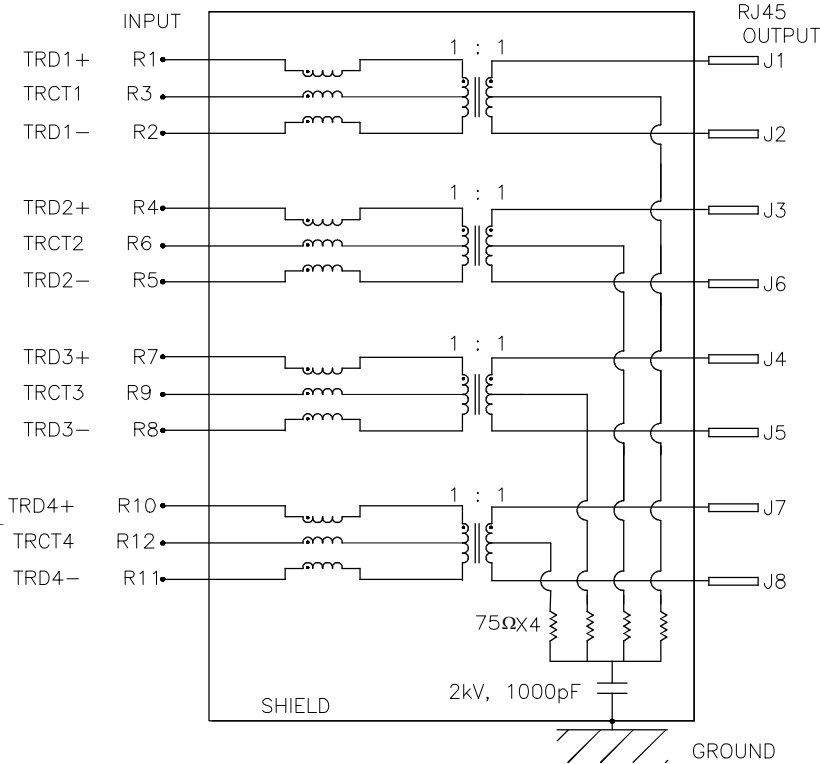 INPUT
RJ45
OUTPUT
TRD1+ R1 1 : 1 J1
TRCT1 R3
TRD1− R2 J2
TRD2+ R4 1 : 1 J3
TRCT2 R6
TRD2− R5 J6
TRD3+ R7 1 : 1 J4
TRCT3 R9
TRD3− R8 J5
TRD4+ R10 1 : 1 J7
TRCT4 R12
TRD4− R11 J8
75ΩX4
2kV, 1000pF
SHIELD
GROUND